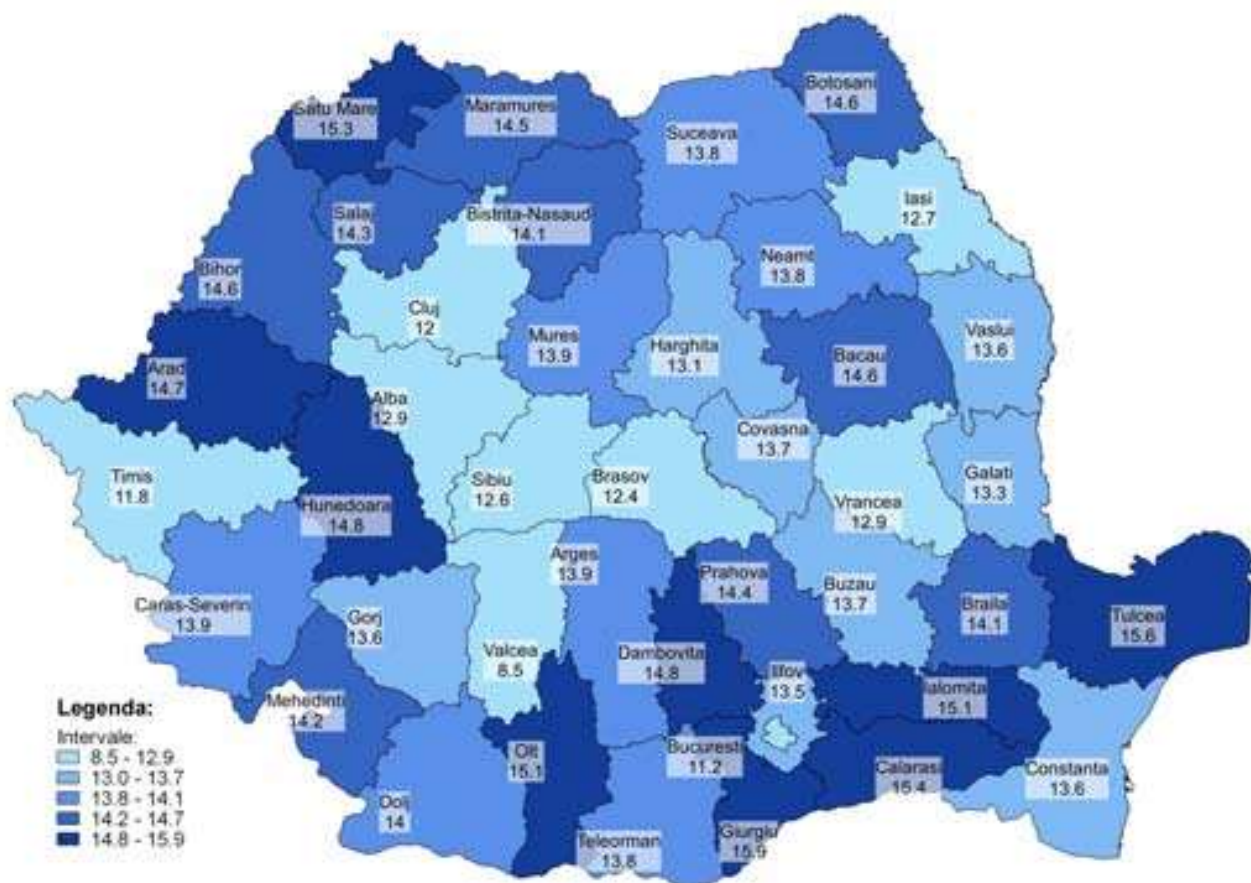 Botosani
14.6
Satu Mare
15.3
Maramures
14.5
Suceava
13.8
Iasi
12.7
Salaj
14.3
Bistrita-Nasaud
14.1
Neamt
13.8
Bihor
14.6
Cluj
12
Mures
13.9
Harghita
13.1
Bacau
14.6
Vaslui
13.6
Arad
14.7
Alba
12.9
Covasna
13.7
Timis
11.8
Sibiu
12.6
Brasov
12.4
Vrancea
12.9
Galati
13.3
Hunedoara
14.8
Arges
13.9
Prahova
14.4
Buzau
13.7
Braila
14.1
Tulcea
15.6
Caras-Severin
13.9
Gorj
13.6
Valcea
8.5
Dambovita
14.8
Ilfov
13.5
Ialomita
15.1
Mehedinti
14.2
Olt
15.1
Bucuresti
11.2
Calarasi
15.4
Constanta
13.6
Dolj
14
Teleorman
13.8
Giurgiu
15.9
Legenda:
Intervale:
8.5 - 12.9
13.0 - 13.7
13.8 - 14.1
14.2 - 14.7
14.8 - 15.9